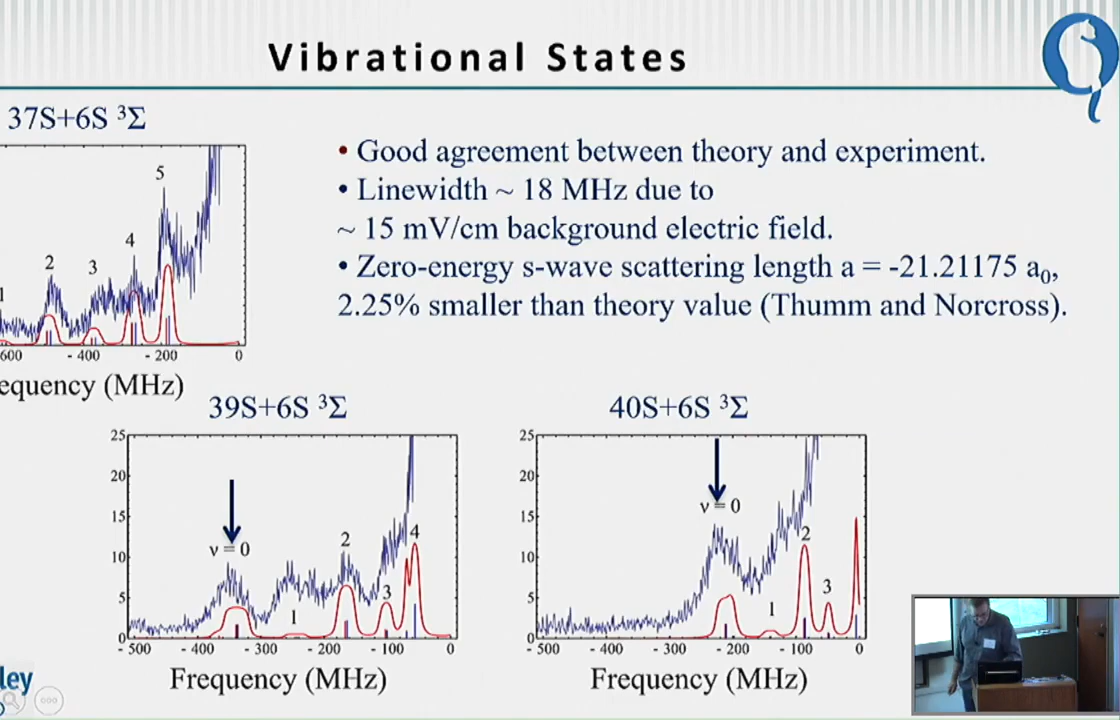 Vibrational States
37S+6S ³Σ
• Good agreement between theory and experiment.
• Linewidth ~ 18 MHz due to
~ 15 mV/cm background electric field.
• Zero-energy s-wave scattering length a = -21.21175 a₀,
2.25% smaller than theory value (Thumm and Norcross).
1 2 3 4 5
600 - 400 - 200 0
equency (MHz)
39S+6S ³Σ
25
20
15
10
5
0
ν = 0
1 2 3 4
- 500 - 400 - 300 - 200 - 100 0
Frequency (MHz)
40S+6S ³Σ
25
20
15
10
5
0
ν = 0
1 2 3
- 500 - 400 - 300 - 200 - 100 0
Frequency (MHz)
ley